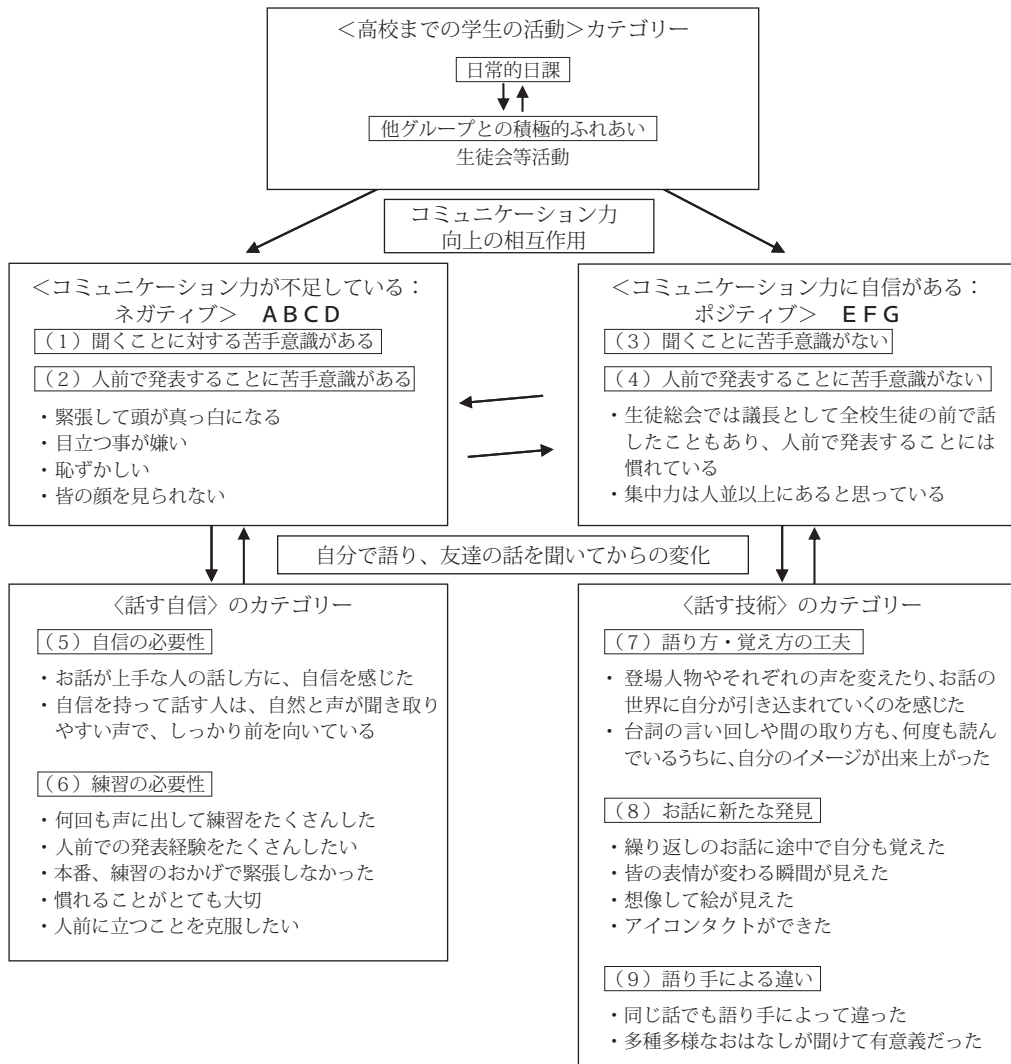 ＜高校までの学生の活動＞カテゴリー
日常的日課
他グループとの積極的ふれあい
生徒会等活動
コミュニケーション力
向上の相互作用
＜コミュニケーション力が不足している：
ネガティブ＞　ＡＢＣＤ
（１）聞くことに対する苦手意識がある
（２）人前で発表することに苦手意識がある
・緊張して頭が真っ白になる
・目立つ事が嫌い
・恥ずかしい
・皆の顔を見られない
＜コミュニケーション力に自信がある：
ポジティブ＞　ＥＦＧ
（３）聞くことに苦手意識がない
（４）人前で発表することに苦手意識がない
・生徒総会では議長として全校生徒の前で話
したこともあり、人前で発表することには
慣れている
・集中力は人並以上にあると思っている
自分で語り、友達の話を聞いてからの変化
〈話す自信〉のカテゴリー
（５）自信の必要性
・お話が上手な人の話し方に、自信を感じた
・自信を持って話す人は、自然と声が聞き取り
やすい声で、しっかり前を向いている
（６）練習の必要性
・何回も声に出して練習をたくさんした
・人前での発表経験をたくさんしたい
・本番、練習のおかげで緊張しなかった
・慣れることがとても大切
・人前に立つことを克服したい
〈話す技術〉のカテゴリー
（７）語り方・覚え方の工夫
・登場人物やそれぞれの声を変えたり、お話の
世界に自分が引き込まれていくのを感じた
・台詞の言い回しや間の取り方も、何度も読ん
でいるうちに、自分のイメージが出来上がった
（８）お話に新たな発見
・繰り返しのお話に途中で自分も覚えた
・皆の表情が変わる瞬間が見えた
・想像して絵が見えた
・アイコンタクトができた
（９）語り手による違い
・同じ話でも語り手によって違った
・多種多様なおはなしが聞けて有意義だった